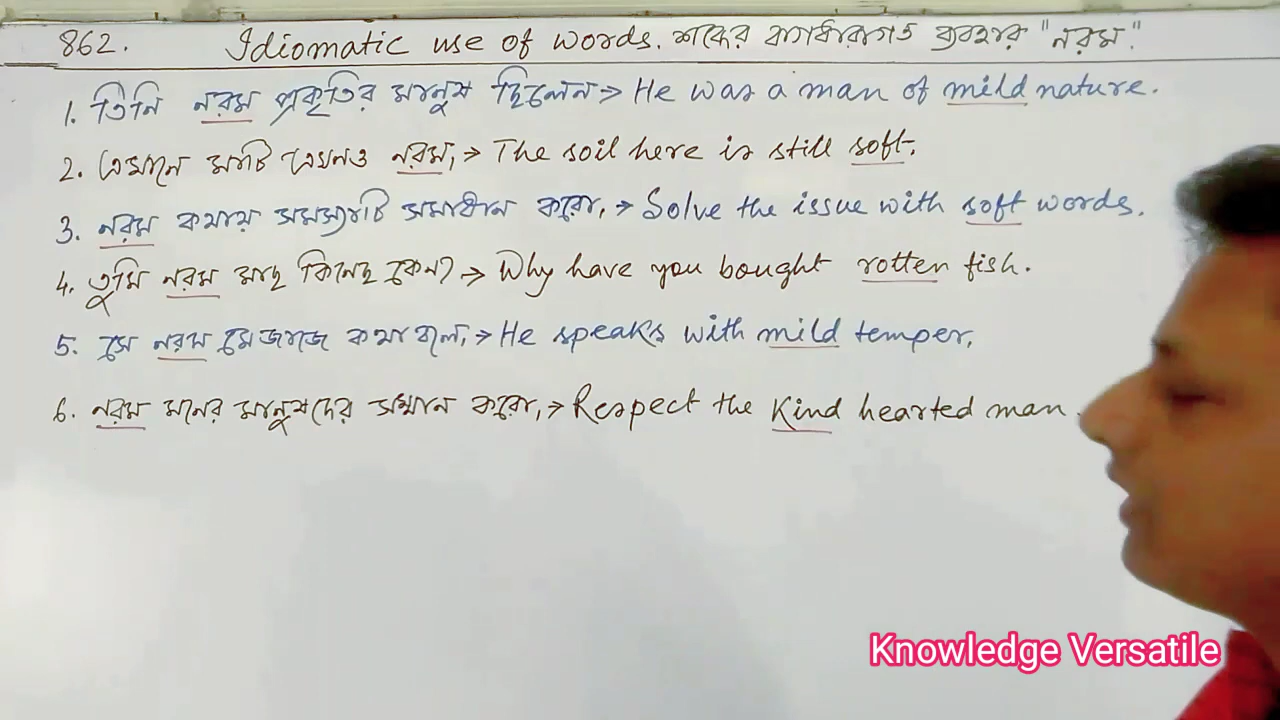 862. Idiomatic use of words. শব্দের বাগধারাগত ব্যবহার "নরম".
1. তিনি নরম প্রকৃতির মানুষ ছিলেন → He was a man of mild nature.
2. এখানে মাটি এখনও নরম, → The soil here is still soft.
3. নরম কথায় সমস্যাটি সমাধান করো, → Solve the issue with soft words.
4. তুমি নরম মাছ কিনেছ কেন? → Why have you bought rotten fish.
5. সে নরম মেজাজে কথা বলে, → He speaks with mild temper.
6. নরম মনের মানুষদের সম্মান করো, → Respect the Kind hearted man.
Knowledge Versatile